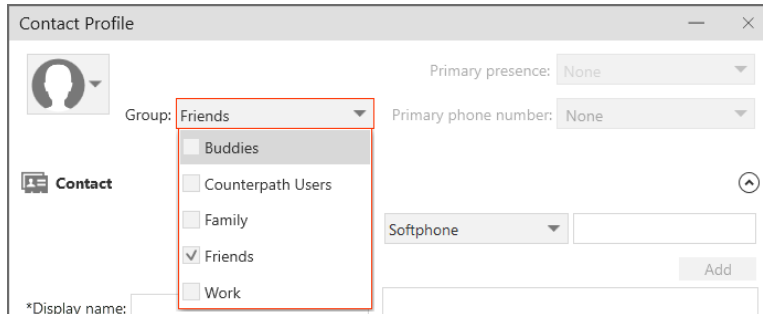 Contact Profile
Primary presence: None
Group: Friends
Primary phone number: None
Buddies
Contact
Counterpath Users
Family
Softphone
Friends
Add
Work
*Display name: